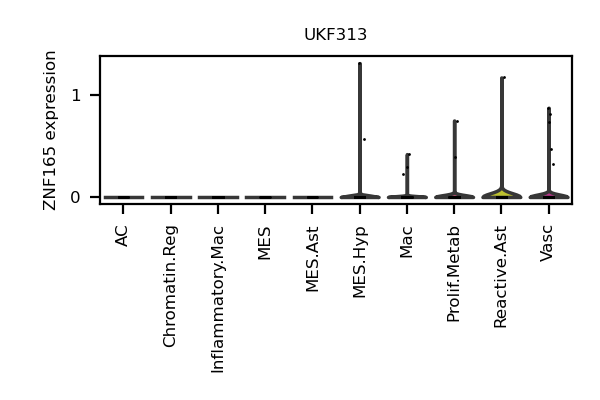 UKF313
ZNF165 expression
1
0
AC
Chromatin.Reg
Inflammatory.Mac
MES
MES.Ast
MES.Hyp
Mac
Prolif.Metab
Reactive.Ast
Vasc